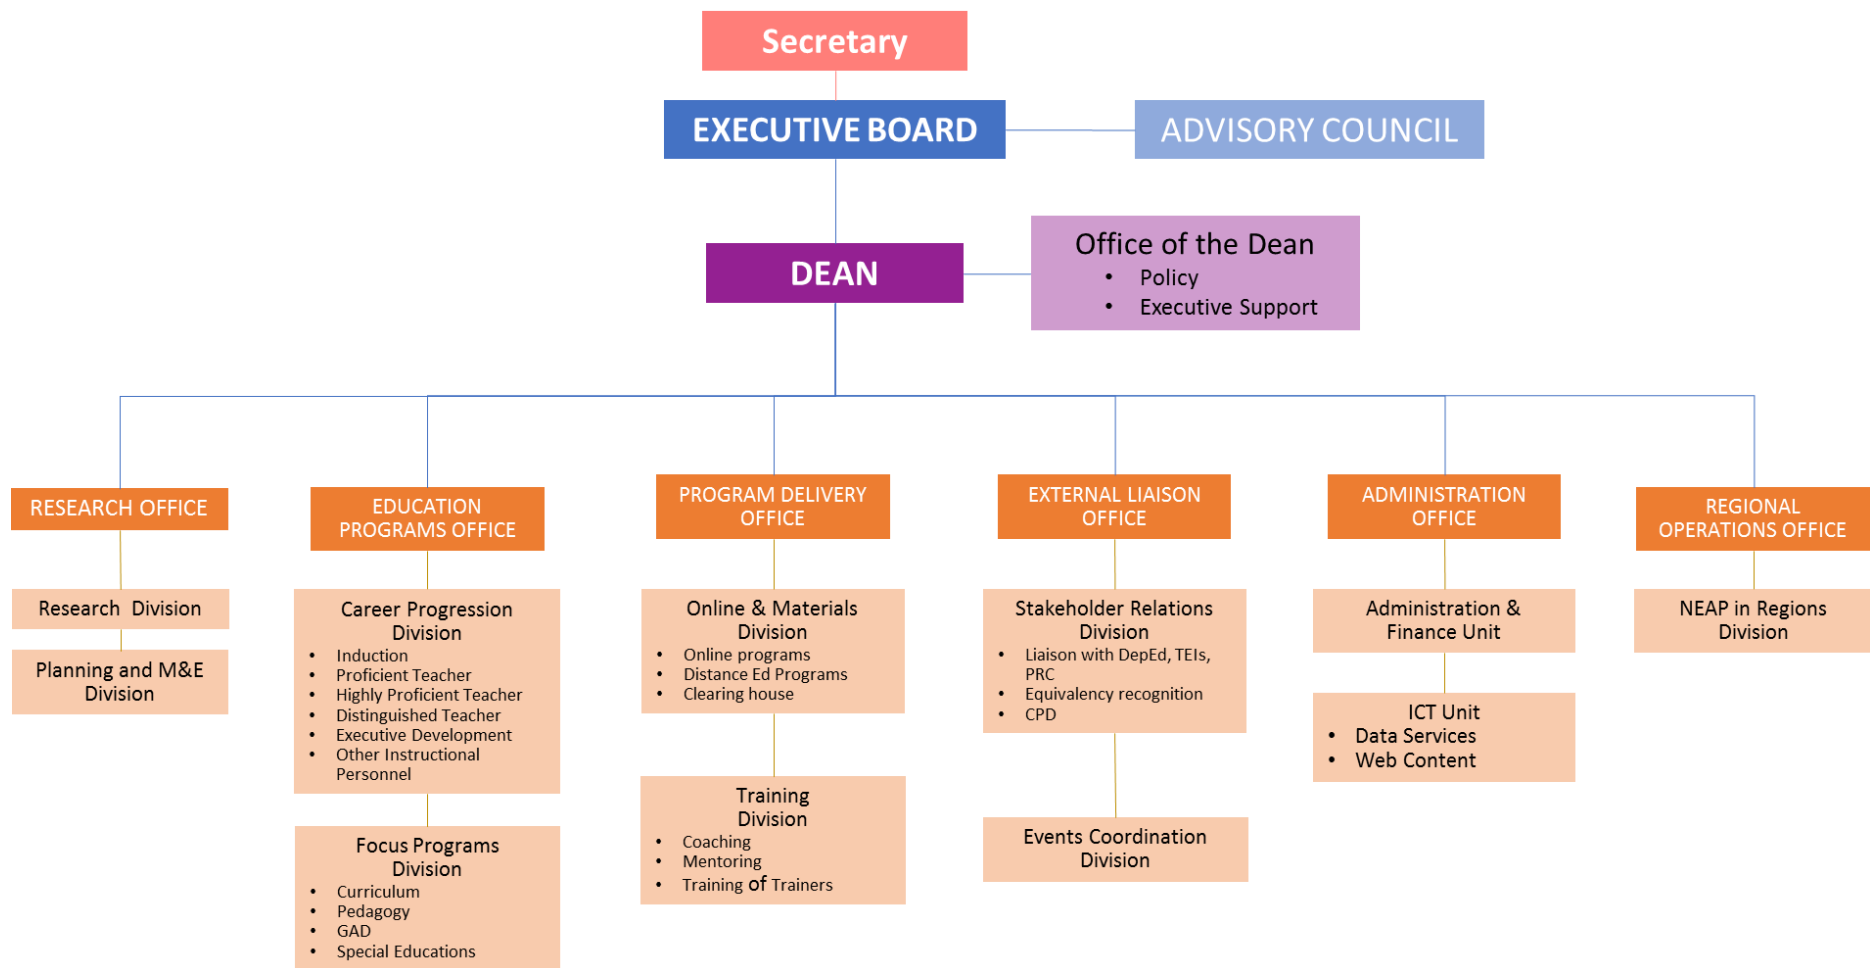 Secretary
EXECUTIVE BOARD
ADVISORY COUNCIL
DEAN
Office of the Dean
• Policy
• Executive Support
RESEARCH OFFICE
Research Division
Planning and M&E
Division
EDUCATION
PROGRAMS OFFICE
Career Progression
Division
• Induction
• Proficient Teacher
• Highly Proficient Teacher
• Distinguished Teacher
• Executive Development
• Other Instructional
Personnel
Focus Programs
Division
• Curriculum
• Pedagogy
• GAD
• Special Educations
PROGRAM DELIVERY
OFFICE
Online & Materials
Division
• Online programs
• Distance Ed Programs
• Clearing house
Training
Division
• Coaching
• Mentoring
• Training of Trainers
EXTERNAL LIAISON
OFFICE
Stakeholder Relations
Division
• Liaison with DepEd, TEIs,
PRC
• Equivalency recognition
• CPD
Events Coordination
Division
ADMINISTRATION
OFFICE
Administration &
Finance Unit
ICT Unit
• Data Services
• Web Content
REGIONAL
OPERATIONS OFFICE
NEAP in Regions
Division